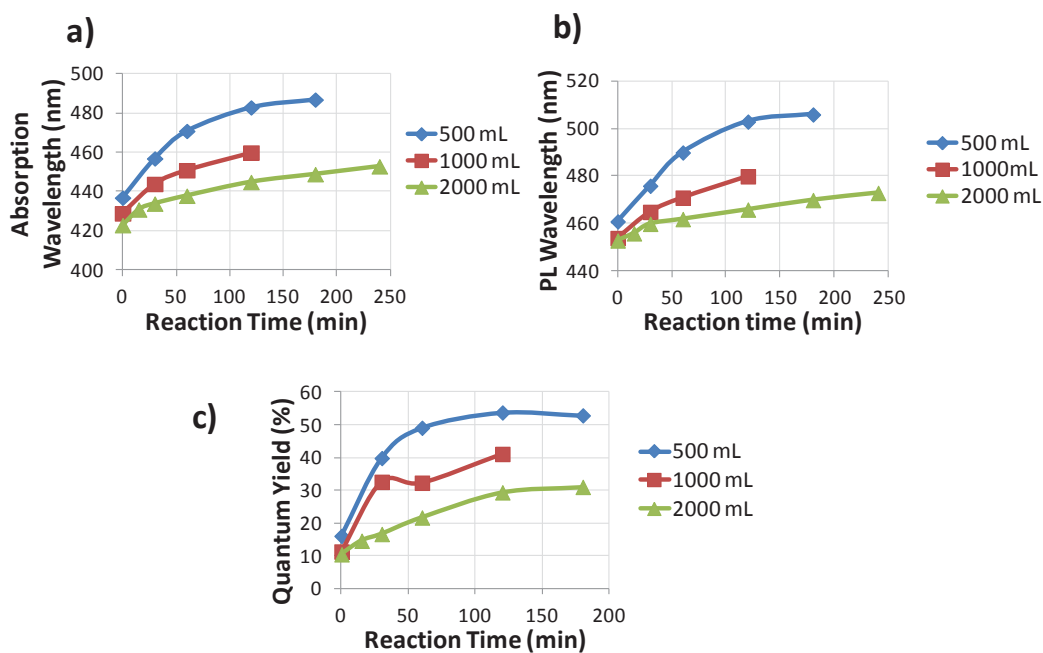 a)
Absorption
Wavelength (nm)
500
480
460
440
420
400
0 50 100 150 200 250
Reaction Time (min)
500 mL
1000 mL
2000 mL
b)
PL Wavelength (nm)
520
500
480
460
440
0 50 100 150 200 250
Reaction time (min)
500 mL
1000mL
2000 mL
c)
Quantum Yield (%)
60
50
40
30
20
10
0
0 50 100 150 200
Reaction Time (min)
500 mL
1000 mL
2000 mL